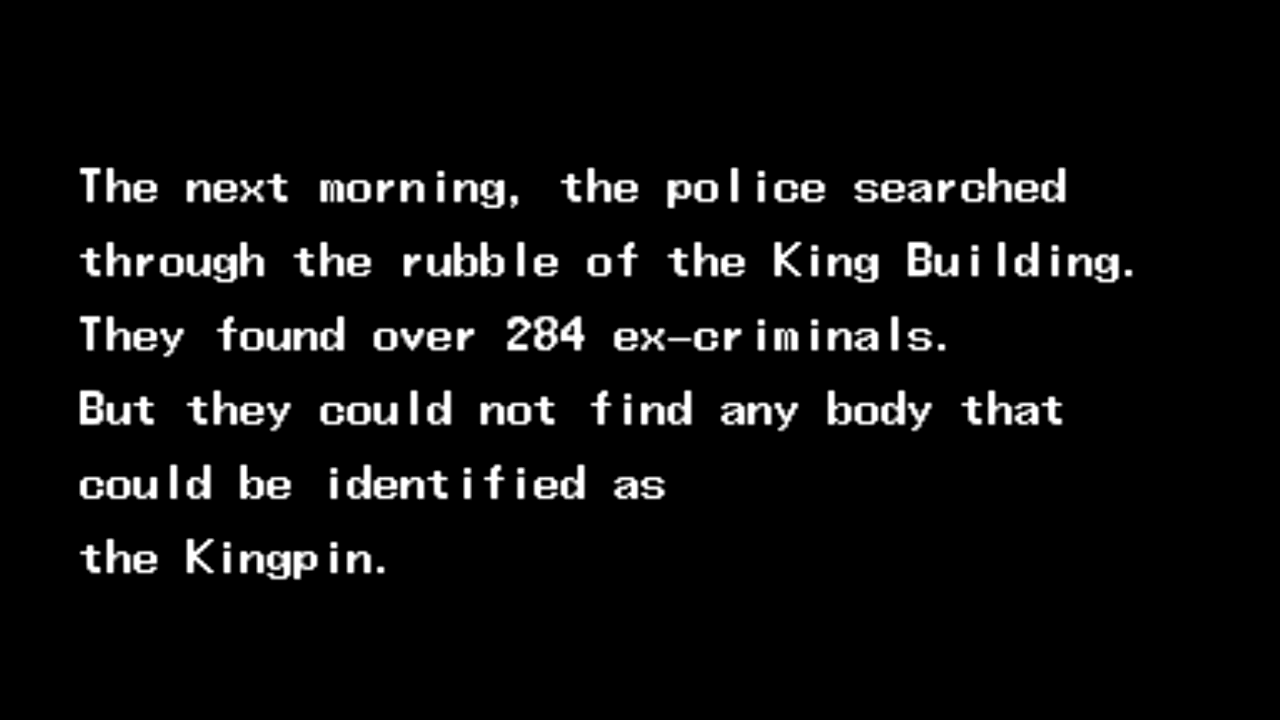 The next morning, the police searched
through the rubble of the King Building.
They found over 284 ex-criminals.
But they could not find any body that
could be identified as
the Kingpin.